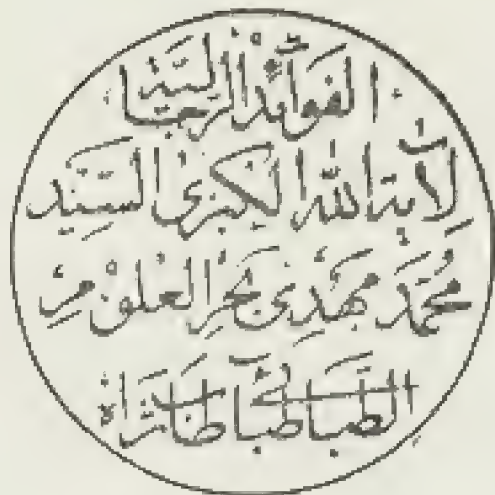 الفوائد الرجالية
لآية الله الكبرى السيد
محمد مهدي بحر العلوم
الطباطبائي طاب ثراه